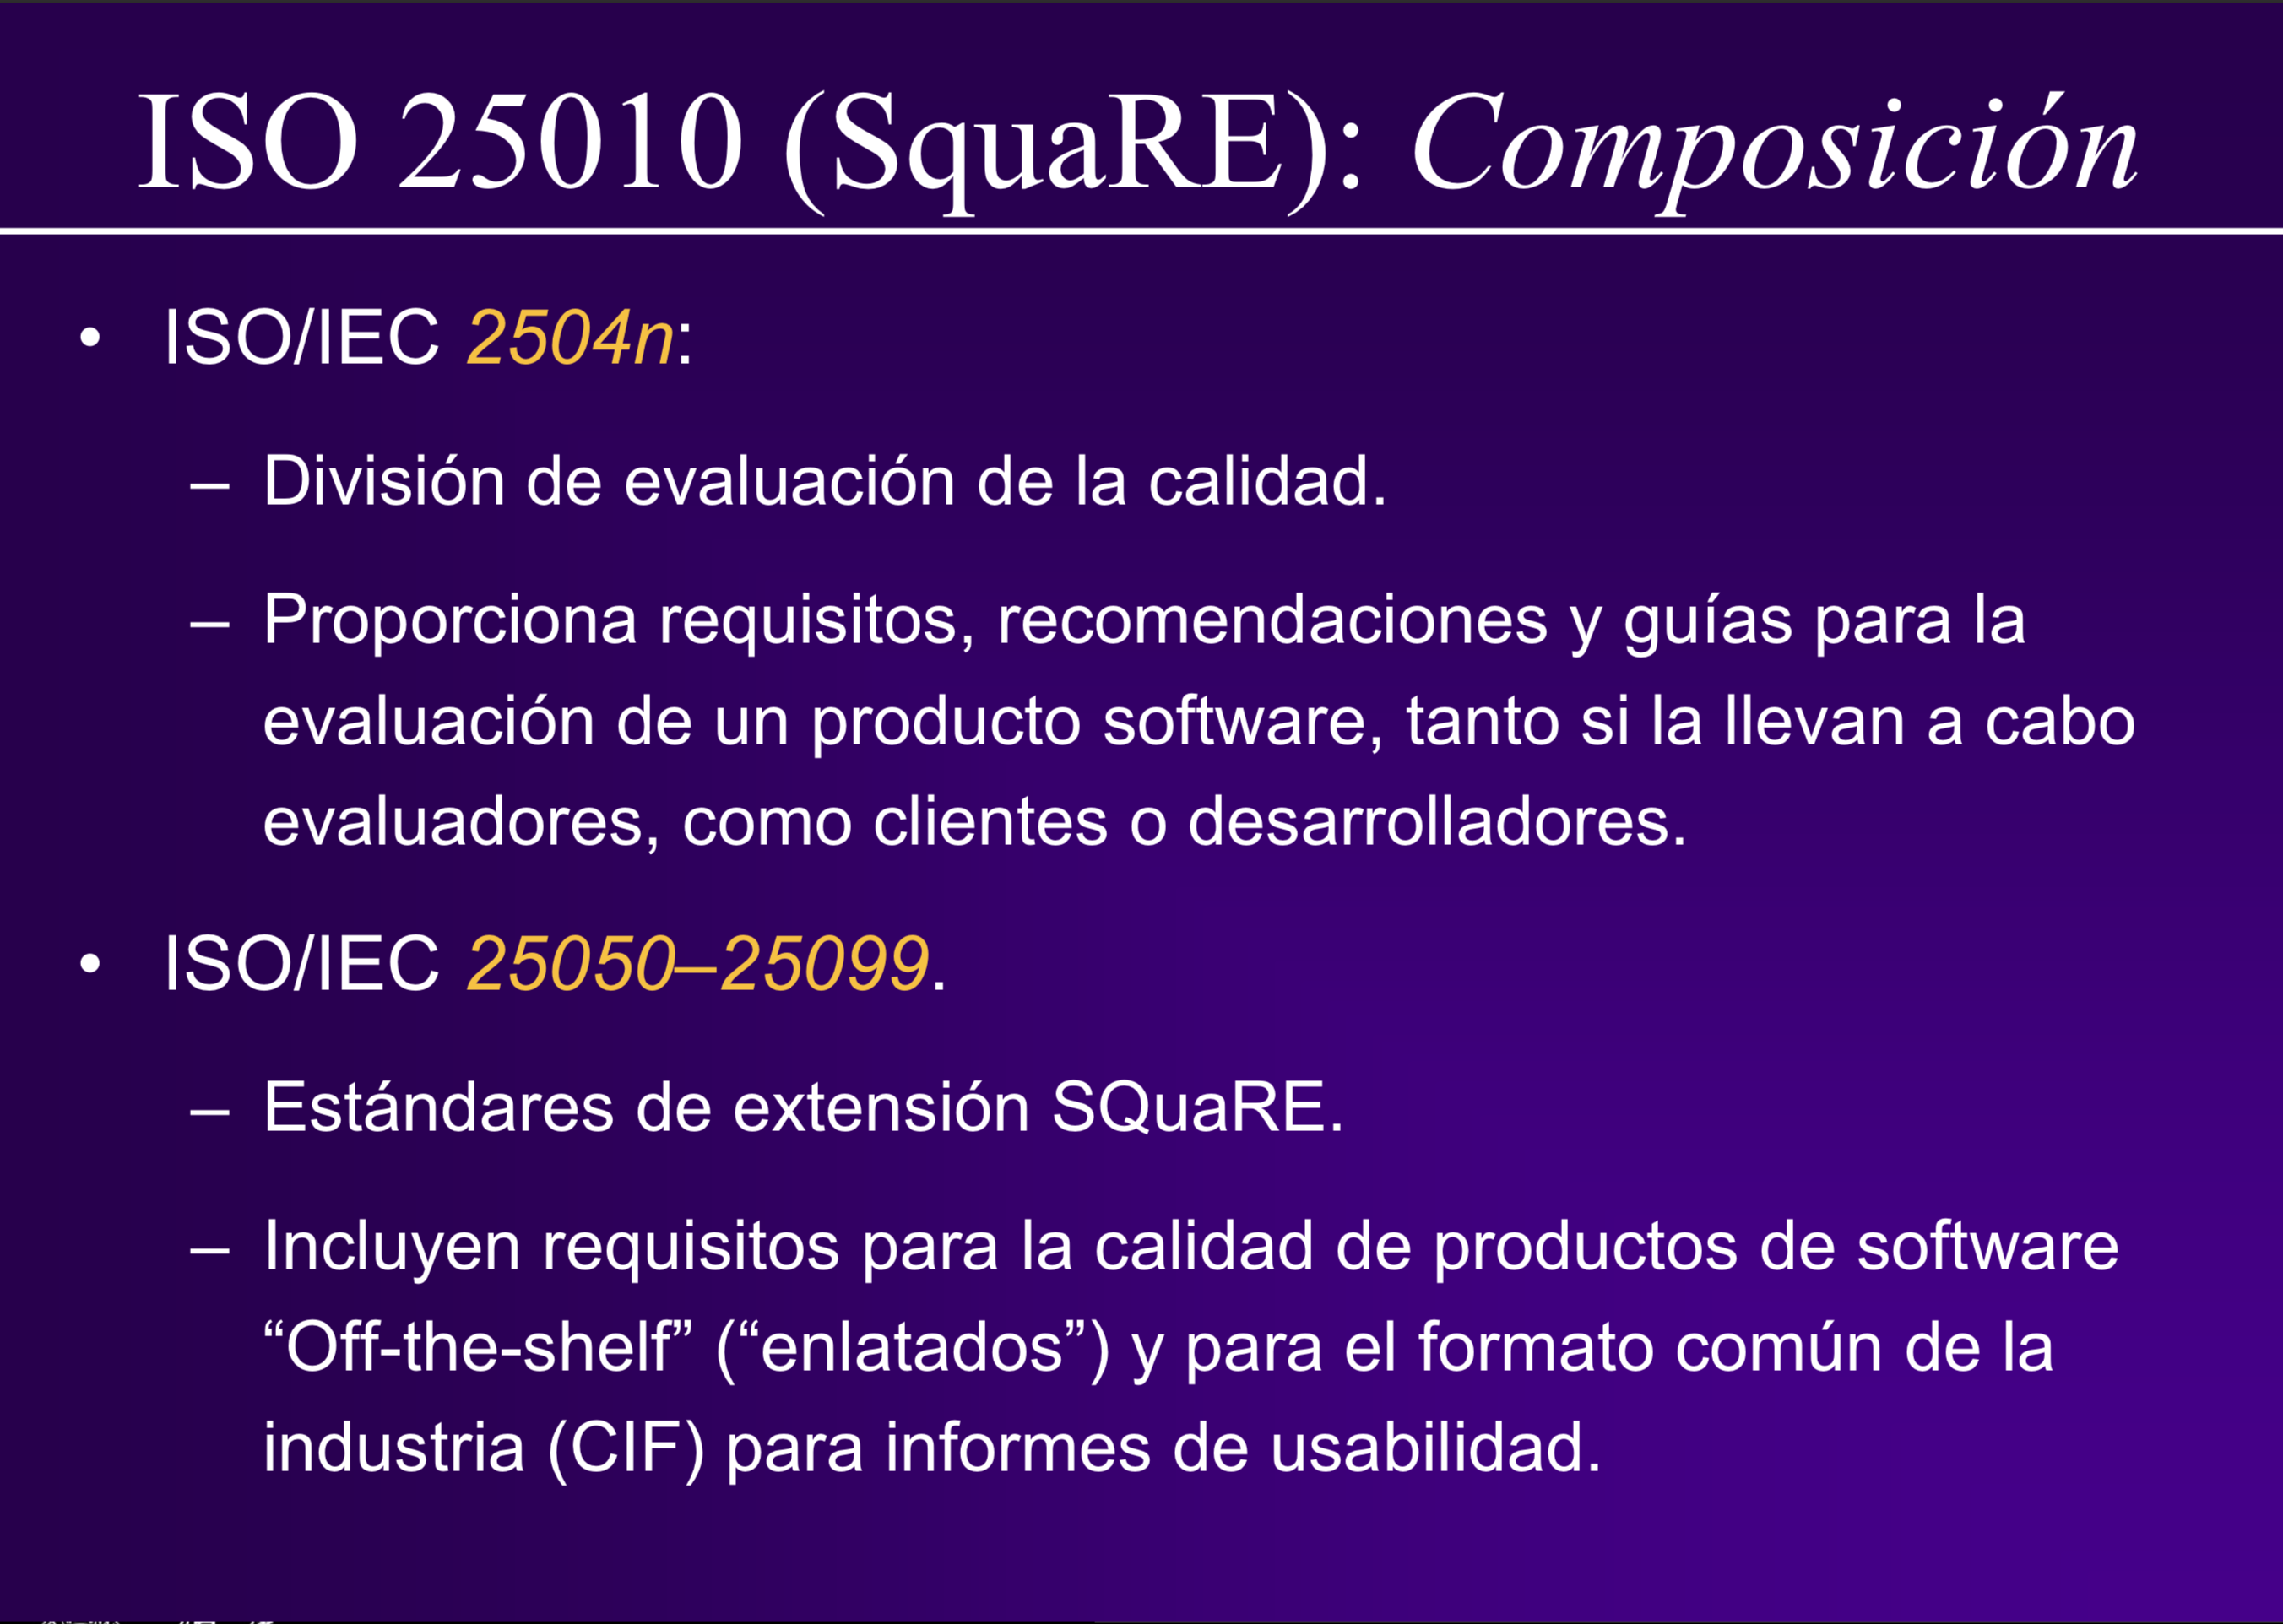 ISO 25010 (SquaRE): Composición
• ISO/IEC 2504n:
– División de evaluación de la calidad.
– Proporciona requisitos, recomendaciones y guías para la
evaluación de un producto software, tanto si la llevan a cabo
evaluadores, como clientes o desarrolladores.
• ISO/IEC 25050–25099.
– Estándares de extensión SQuaRE.
– Incluyen requisitos para la calidad de productos de software
“Off-the-shelf” (“enlatados”) y para el formato común de la
industria (CIF) para informes de usabilidad.